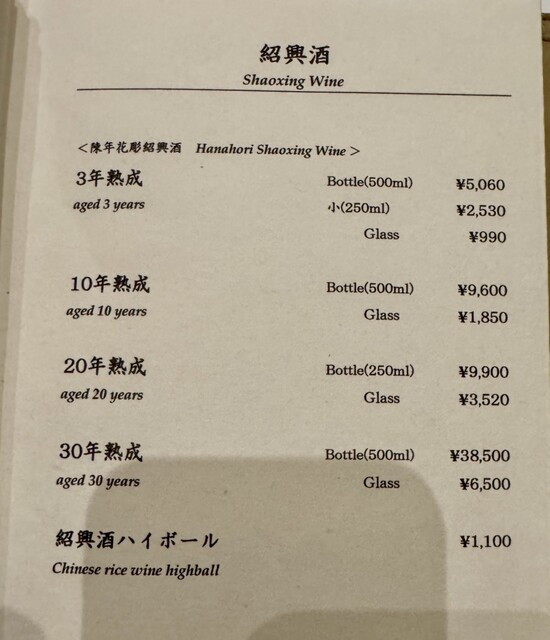 紹興酒
Shaoxing Wine
＜陳年花彫紹興酒　Hanahori Shaoxing Wine＞
3年熟成 Bottle(500ml) ¥5,060
aged 3 years 小(250ml) ¥2,530
Glass ¥990
10年熟成 Bottle(500ml) ¥9,600
aged 10 years Glass ¥1,850
20年熟成 Bottle(250ml) ¥9,900
aged 20 years Glass ¥3,520
30年熟成 Bottle(500ml) ¥38,500
aged 30 years Glass ¥6,500
紹興酒ハイボール ¥1,100
Chinese rice wine highball